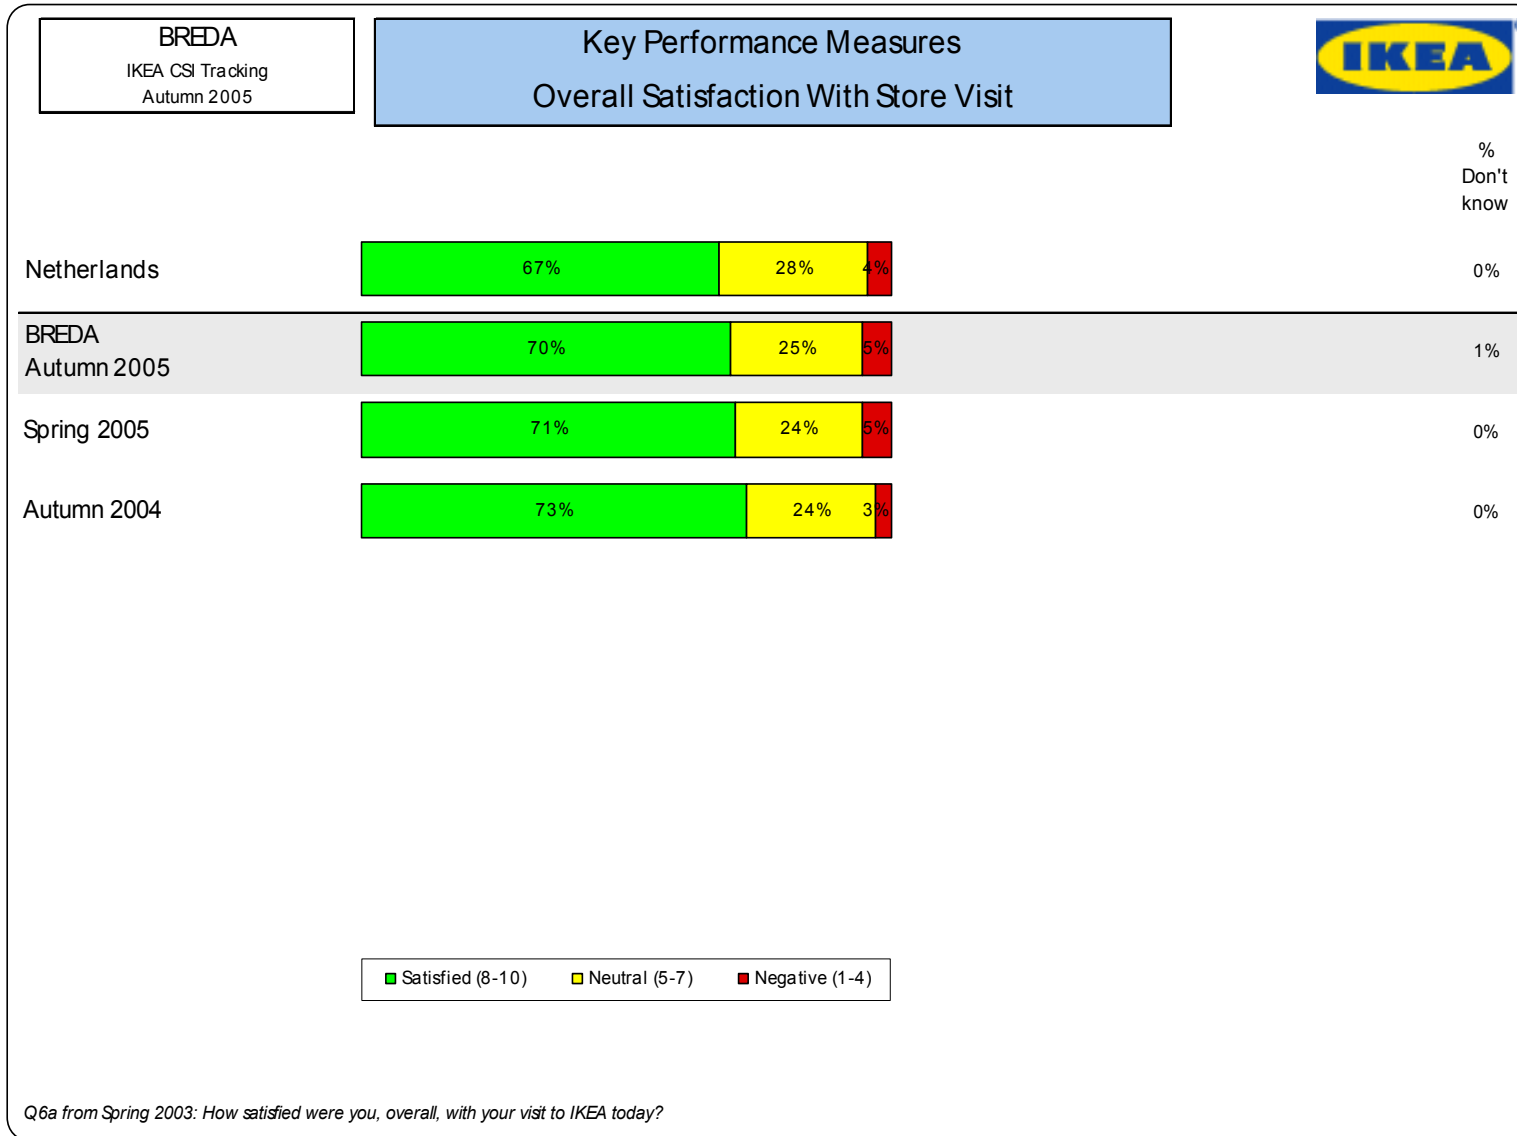 BREDA
IKEA CSI Tracking
Autumn 2005
Key Performance Measures
Overall Satisfaction With Store Visit
IKEA
%
Don't
know
Netherlands
67%
28%
4%
0%
BREDA
Autumn 2005
70%
25%
5%
1%
Spring 2005
71%
24%
5%
0%
Autumn 2004
73%
24%
3%
0%
Satisfied (8-10)
Neutral (5-7)
Negative (1-4)
Q6a from Spring 2003: How satisfied were you, overall, with your visit to IKEA today?